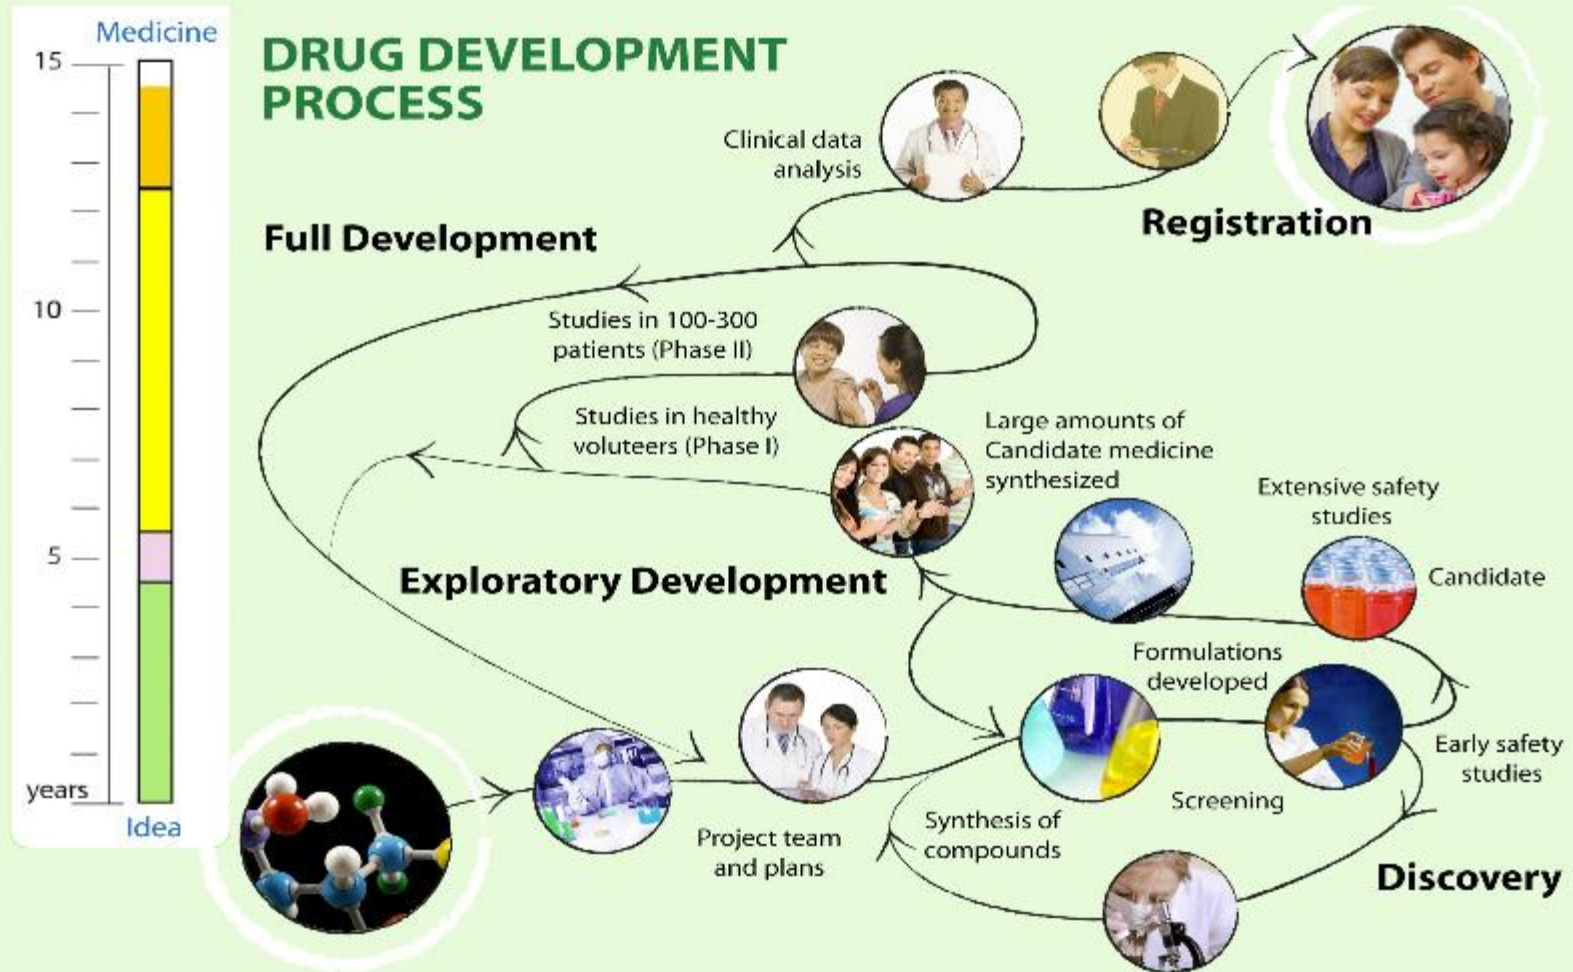 Medicine
15
10
5
years
Idea
DRUG DEVELOPMENT
PROCESS
Clinical data
analysis
Registration
Full Development
Studies in 100-300
patients (Phase II)
Studies in healthy
voluteers (Phase I)
Large amounts of
Candidate medicine
synthesized
Extensive safety
studies
Candidate
Exploratory Development
Formulations
developed
Early safety
studies
Screening
Project team
and plans
Synthesis of
compounds
Discovery